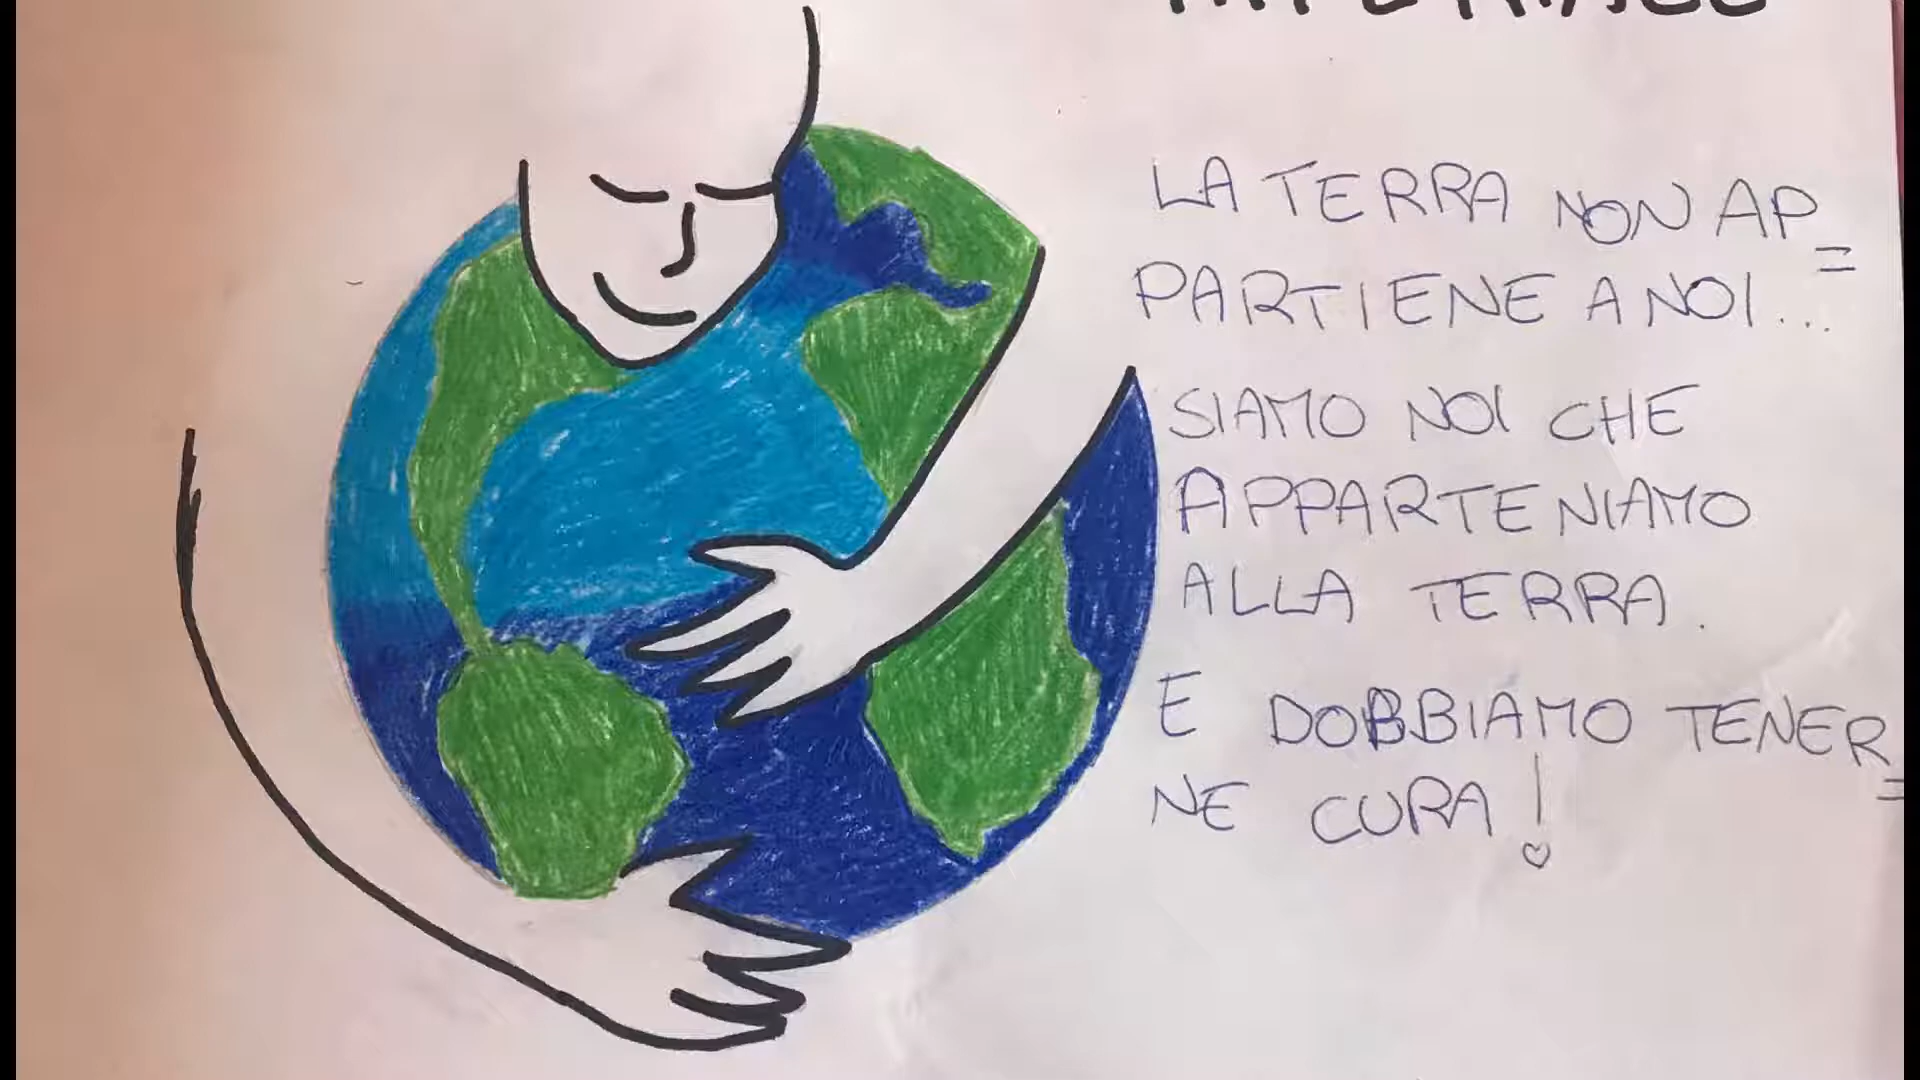 LA TERRA NON AP=
PARTIENE A NOI...
SIAMO NOI CHE
APPARTENIAMO
ALLA TERRA.
E DOBBIAMO TENER=
NE CURA!